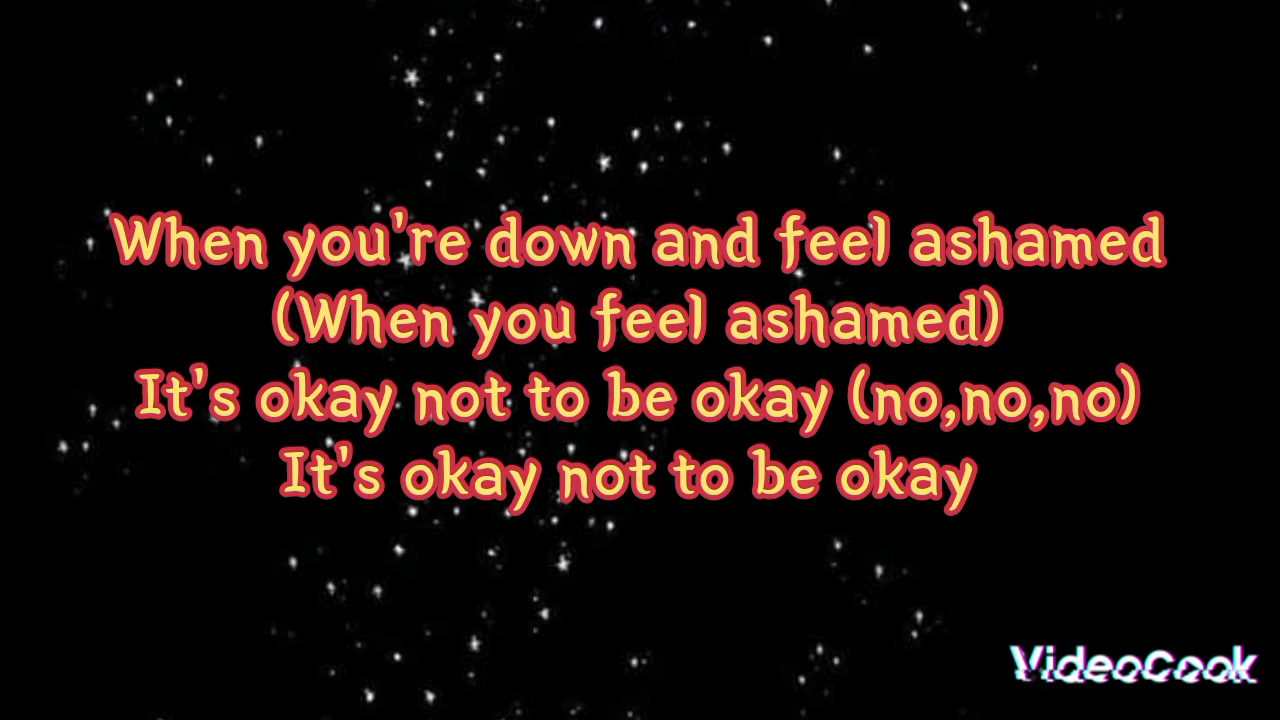 When you're down and feel ashamed
(When you feel ashamed)
It's okay not to be okay (no,no,no)
It's okay not to be okay
VideoCook